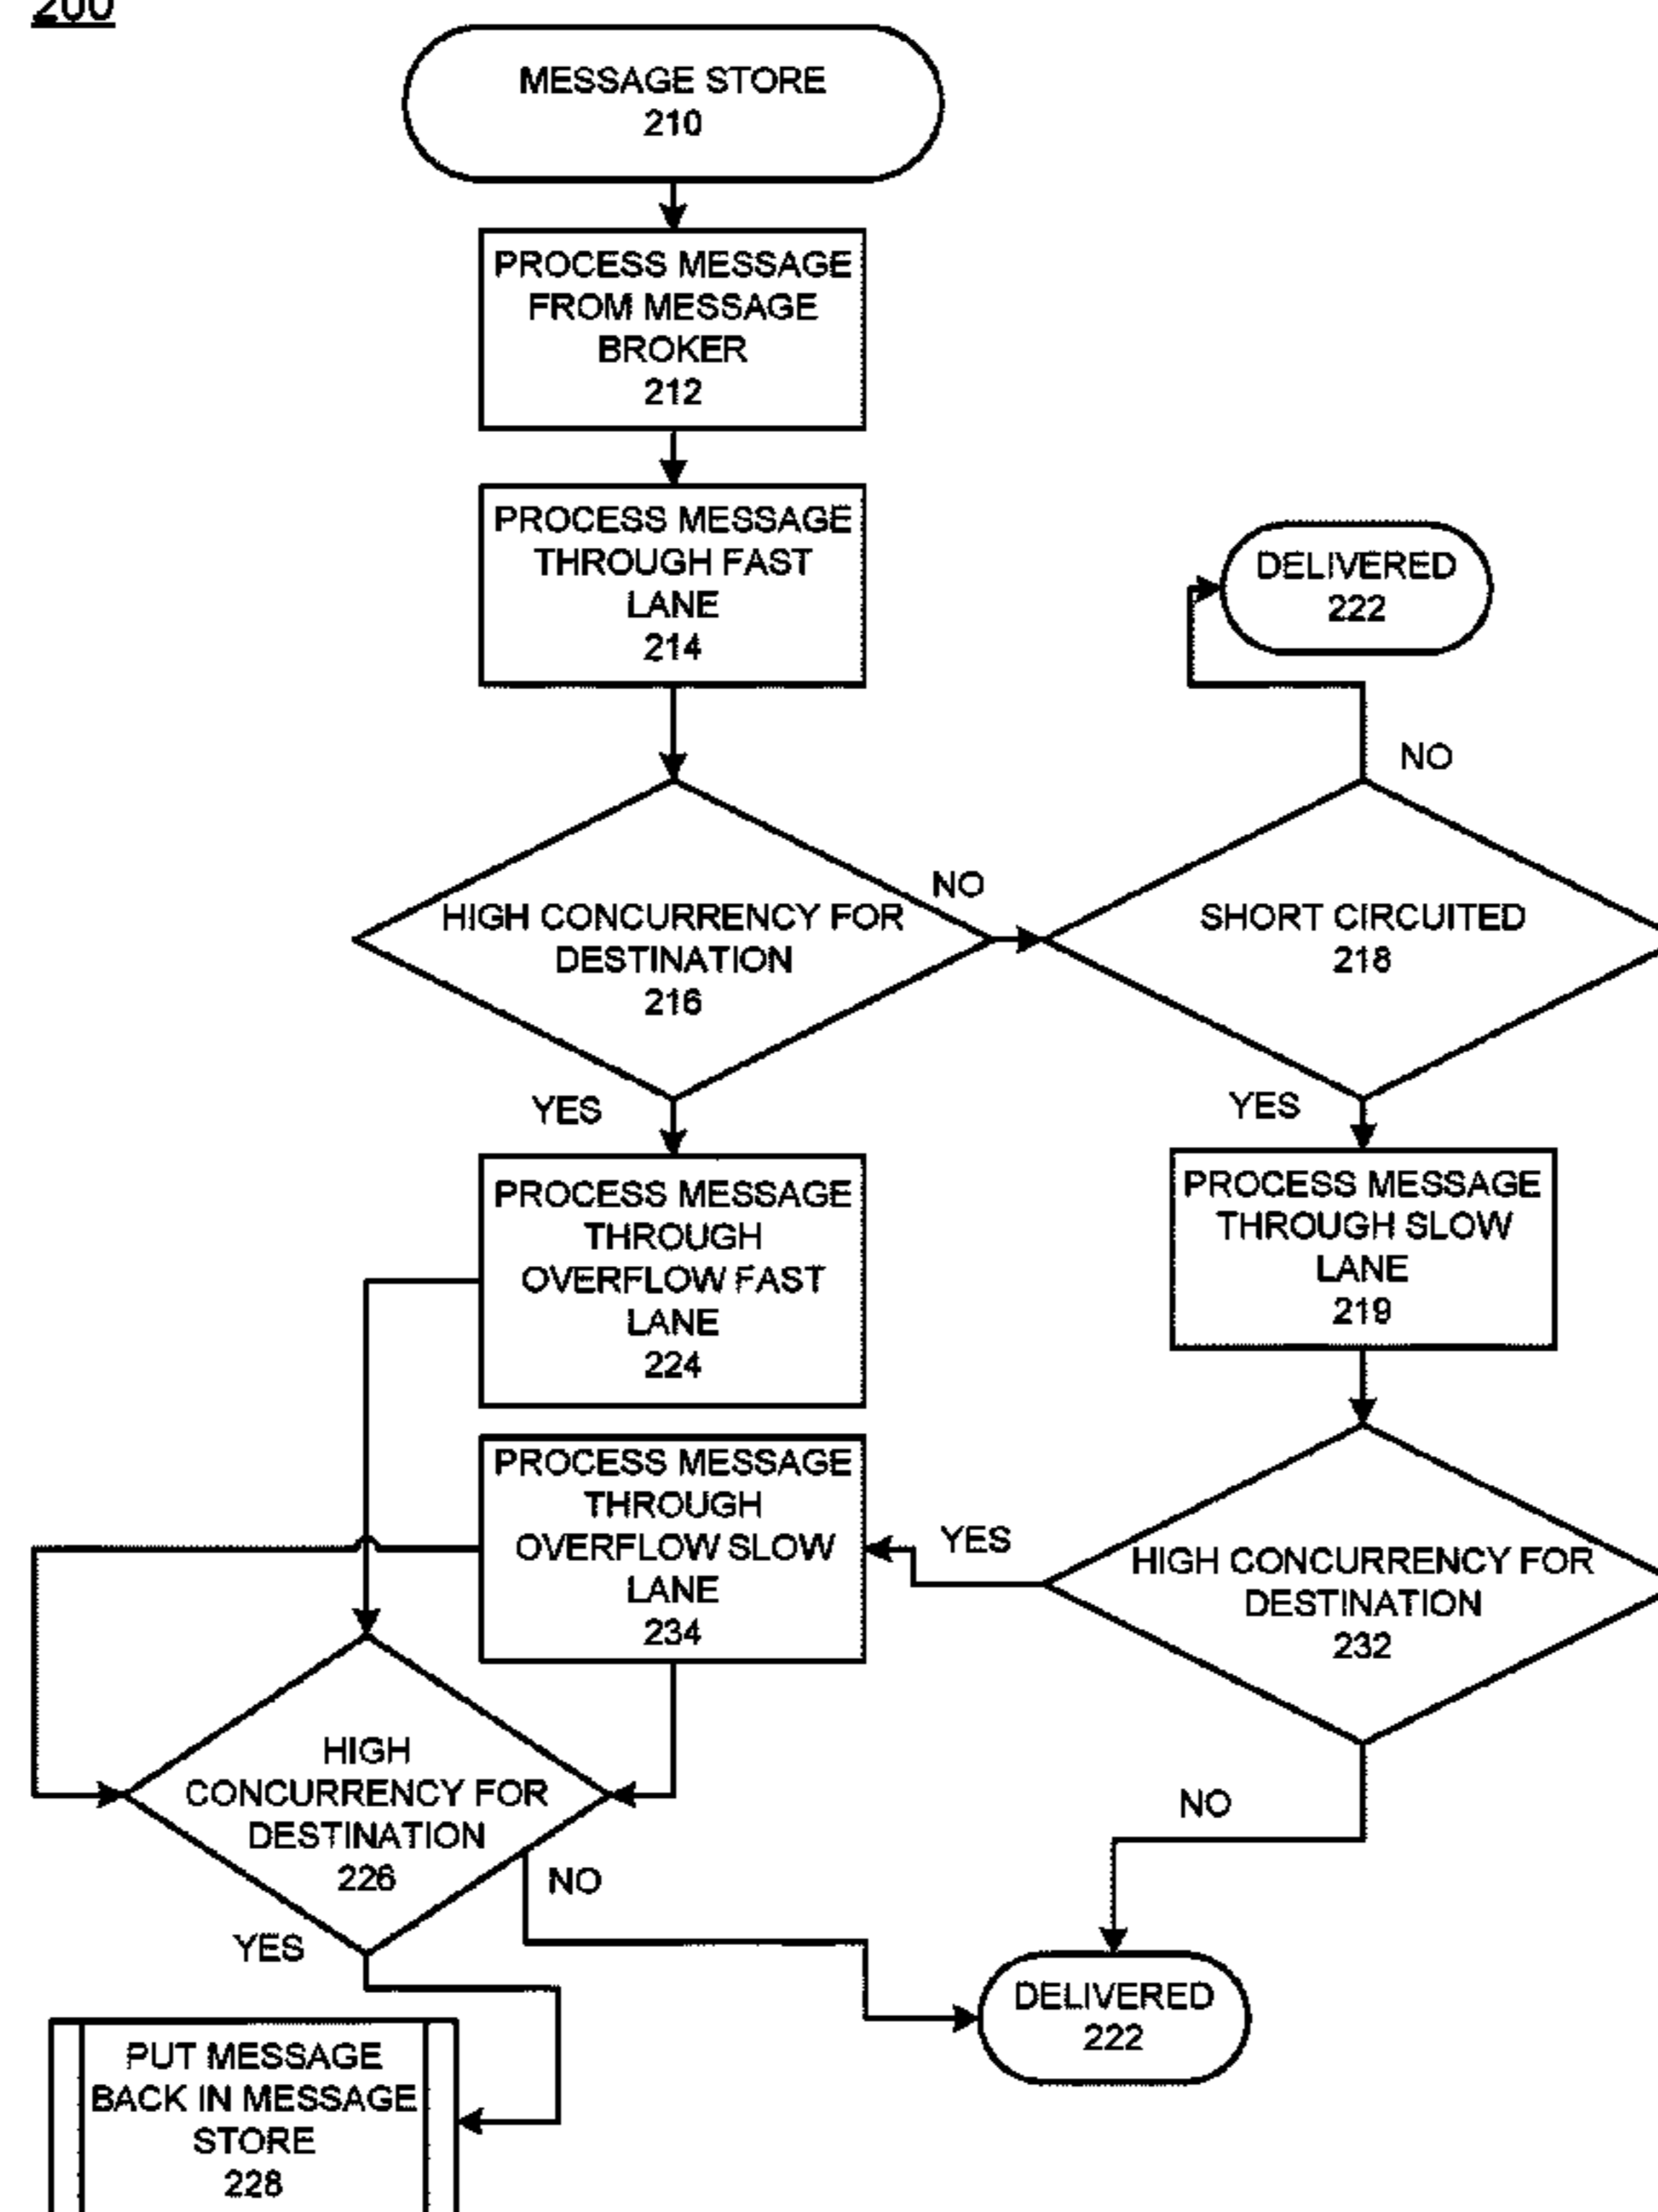 200
MESSAGE STORE
210
PROCESS MESSAGE
FROM MESSAGE
BROKER
212
PROCESS MESSAGE
THROUGH FAST
LANE
214
DELIVERED
222
NO
HIGH CONCURRENCY FOR
DESTINATION
216
NO
SHORT CIRCUITED
218
YES
YES
PROCESS MESSAGE
THROUGH
OVERFLOW FAST
LANE
224
PROCESS MESSAGE
THROUGH SLOW
LANE
219
PROCESS MESSAGE
THROUGH
OVERFLOW SLOW
LANE
234
YES
HIGH CONCURRENCY FOR
DESTINATION
232
HIGH
CONCURRENCY FOR
DESTINATION
226
NO
NO
YES
DELIVERED
222
PUT MESSAGE
BACK IN MESSAGE
STORE
228